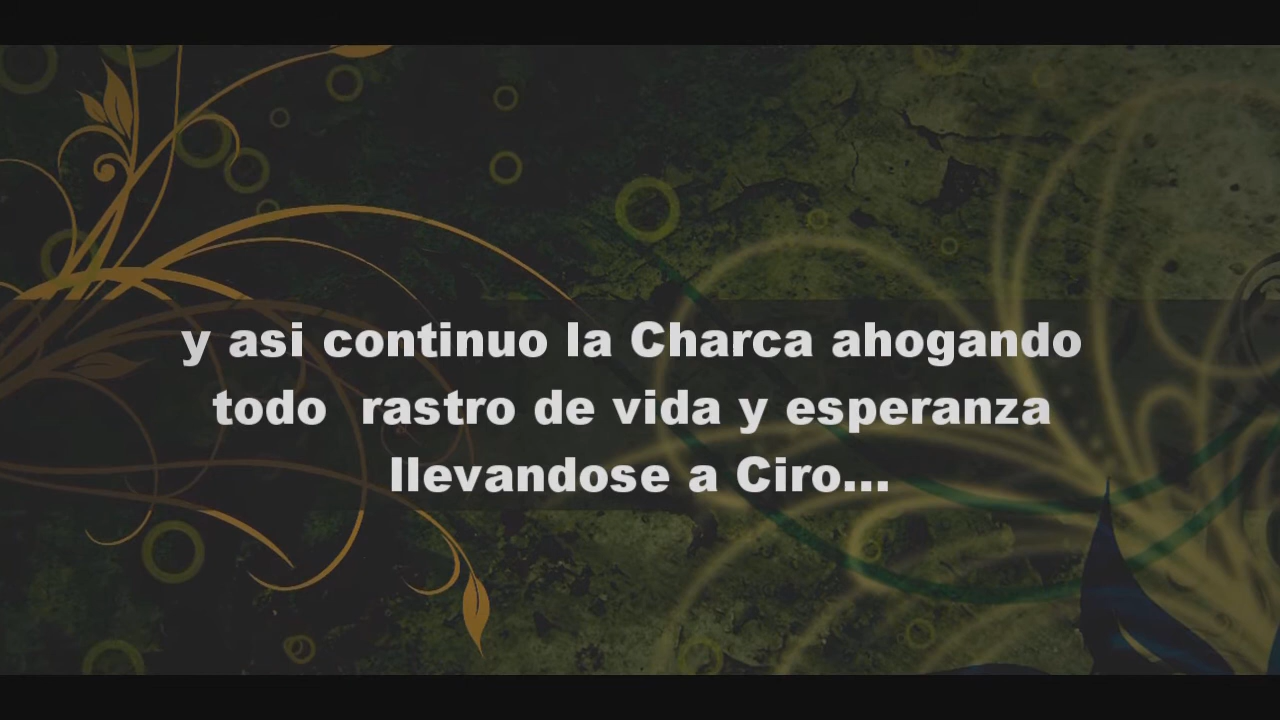 y asi continuo la Charca ahogando
todo  rastro de vida y esperanza
llevandose a Ciro...